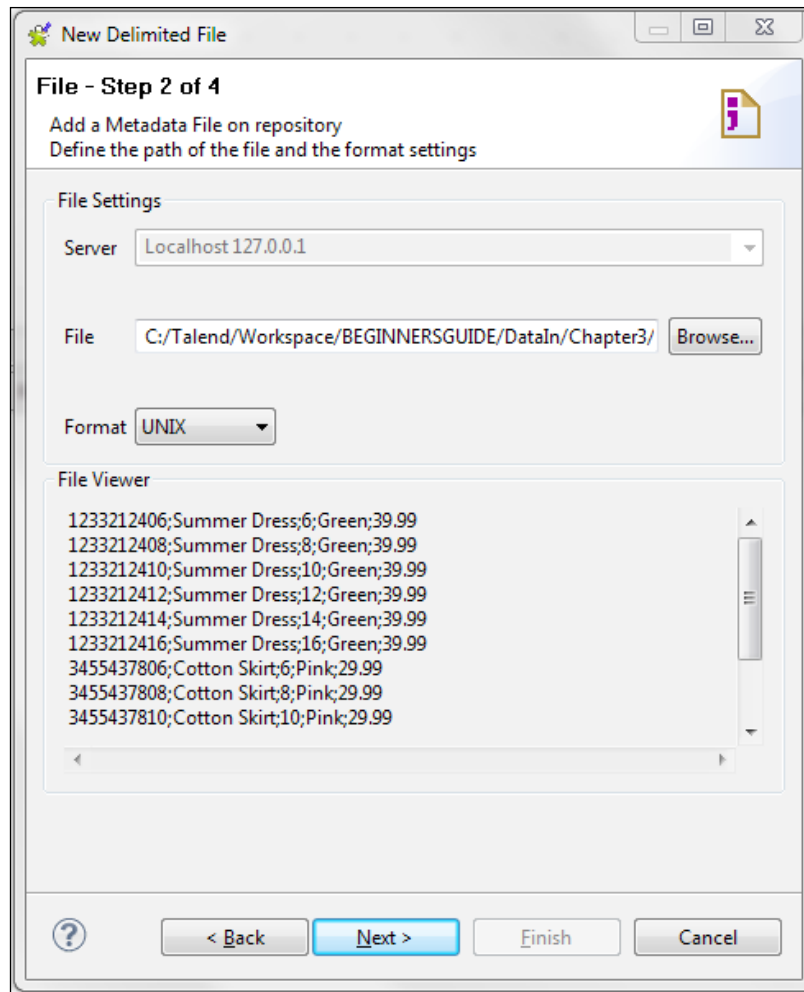 New Delimited File
File - Step 2 of 4
Add a Metadata File on repository
Define the path of the file and the format settings
File Settings
Server Localhost 127.0.0.1
File C:/Talend/Workspace/BEGINNERSGUIDE/DataIn/Chapter3/ Browse...
Format UNIX
File Viewer
1233212406;Summer Dress;6;Green;39.99
1233212408;Summer Dress;8;Green;39.99
1233212410;Summer Dress;10;Green;39.99
1233212412;Summer Dress;12;Green;39.99
1233212414;Summer Dress;14;Green;39.99
1233212416;Summer Dress;16;Green;39.99
3455437806;Cotton Skirt;6;Pink;29.99
3455437808;Cotton Skirt;8;Pink;29.99
3455437810;Cotton Skirt;10;Pink;29.99
? < Back Next > Finish Cancel